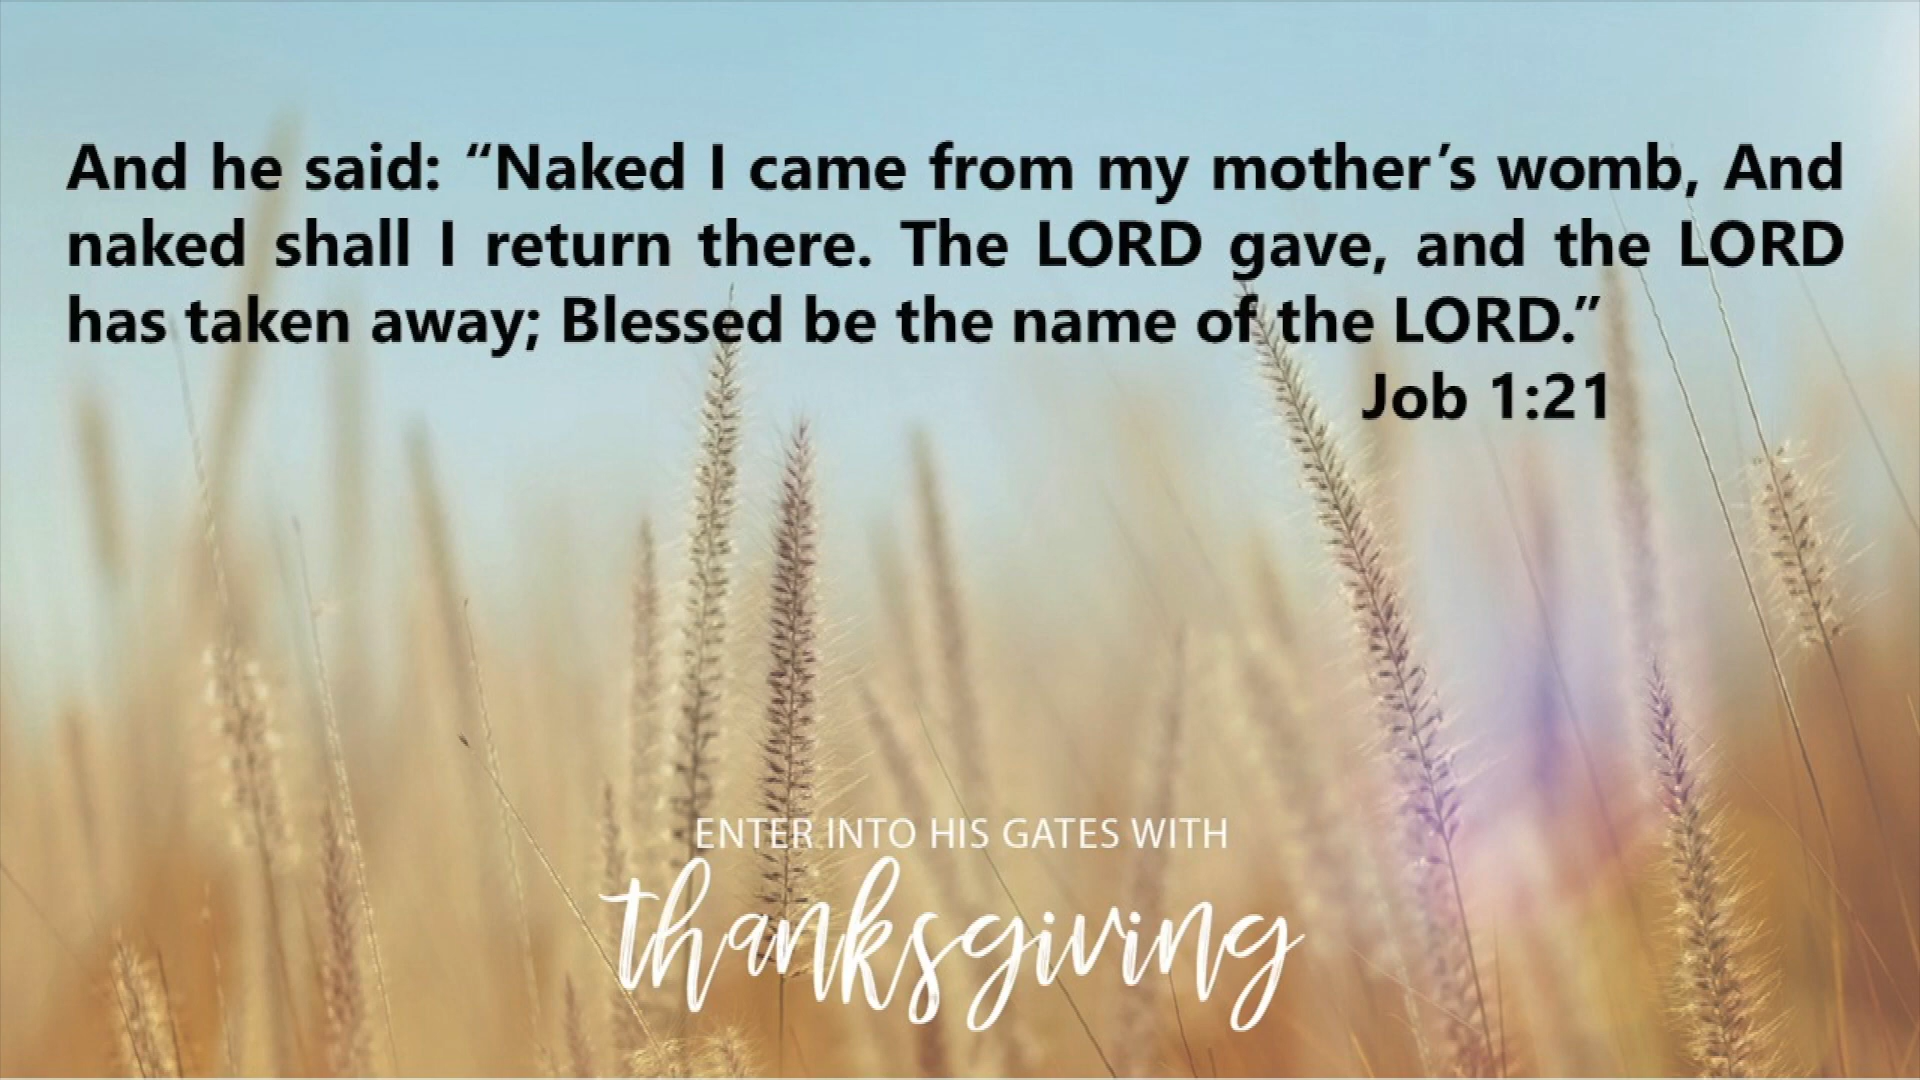 And he said: “Naked I came from my mother’s womb, And
naked shall I return there. The LORD gave, and the LORD
has taken away; Blessed be the name of the LORD.”
Job 1:21
ENTER INTO HIS GATES WITH
thanksgiving